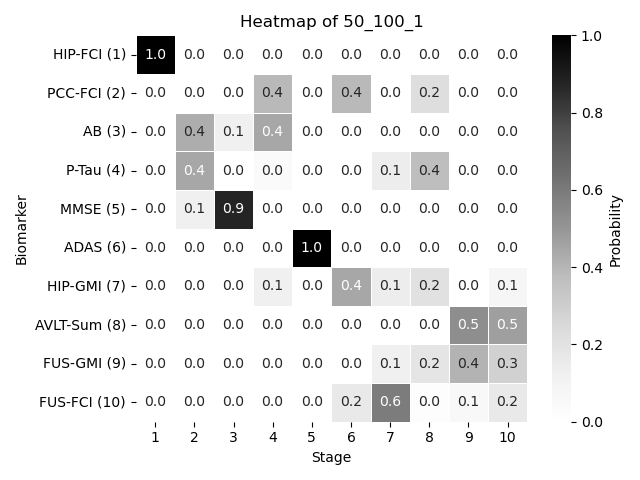 Heatmap of 50_100_1
HIP-FCI (1) 1.0 0.0 0.0 0.0 0.0 0.0 0.0 0.0 0.0 0.0
PCC-FCI (2) 0.0 0.0 0.0 0.4 0.0 0.4 0.0 0.2 0.0 0.0
AB (3) 0.0 0.4 0.1 0.4 0.0 0.0 0.0 0.0 0.0 0.0
P-Tau (4) 0.0 0.4 0.0 0.0 0.0 0.0 0.1 0.4 0.0 0.0
MMSE (5) 0.0 0.1 0.9 0.0 0.0 0.0 0.0 0.0 0.0 0.0
ADAS (6) 0.0 0.0 0.0 0.0 1.0 0.0 0.0 0.0 0.0 0.0
HIP-GMI (7) 0.0 0.0 0.0 0.1 0.0 0.4 0.1 0.2 0.0 0.1
AVLT-Sum (8) 0.0 0.0 0.0 0.0 0.0 0.0 0.0 0.0 0.5 0.5
FUS-GMI (9) 0.0 0.0 0.0 0.0 0.0 0.0 0.1 0.2 0.4 0.3
FUS-FCI (10) 0.0 0.0 0.0 0.0 0.0 0.2 0.6 0.0 0.1 0.2
1 2 3 4 5 6 7 8 9 10
Stage
Biomarker
1.0
0.8
0.6
0.4
0.2
0.0
Probability